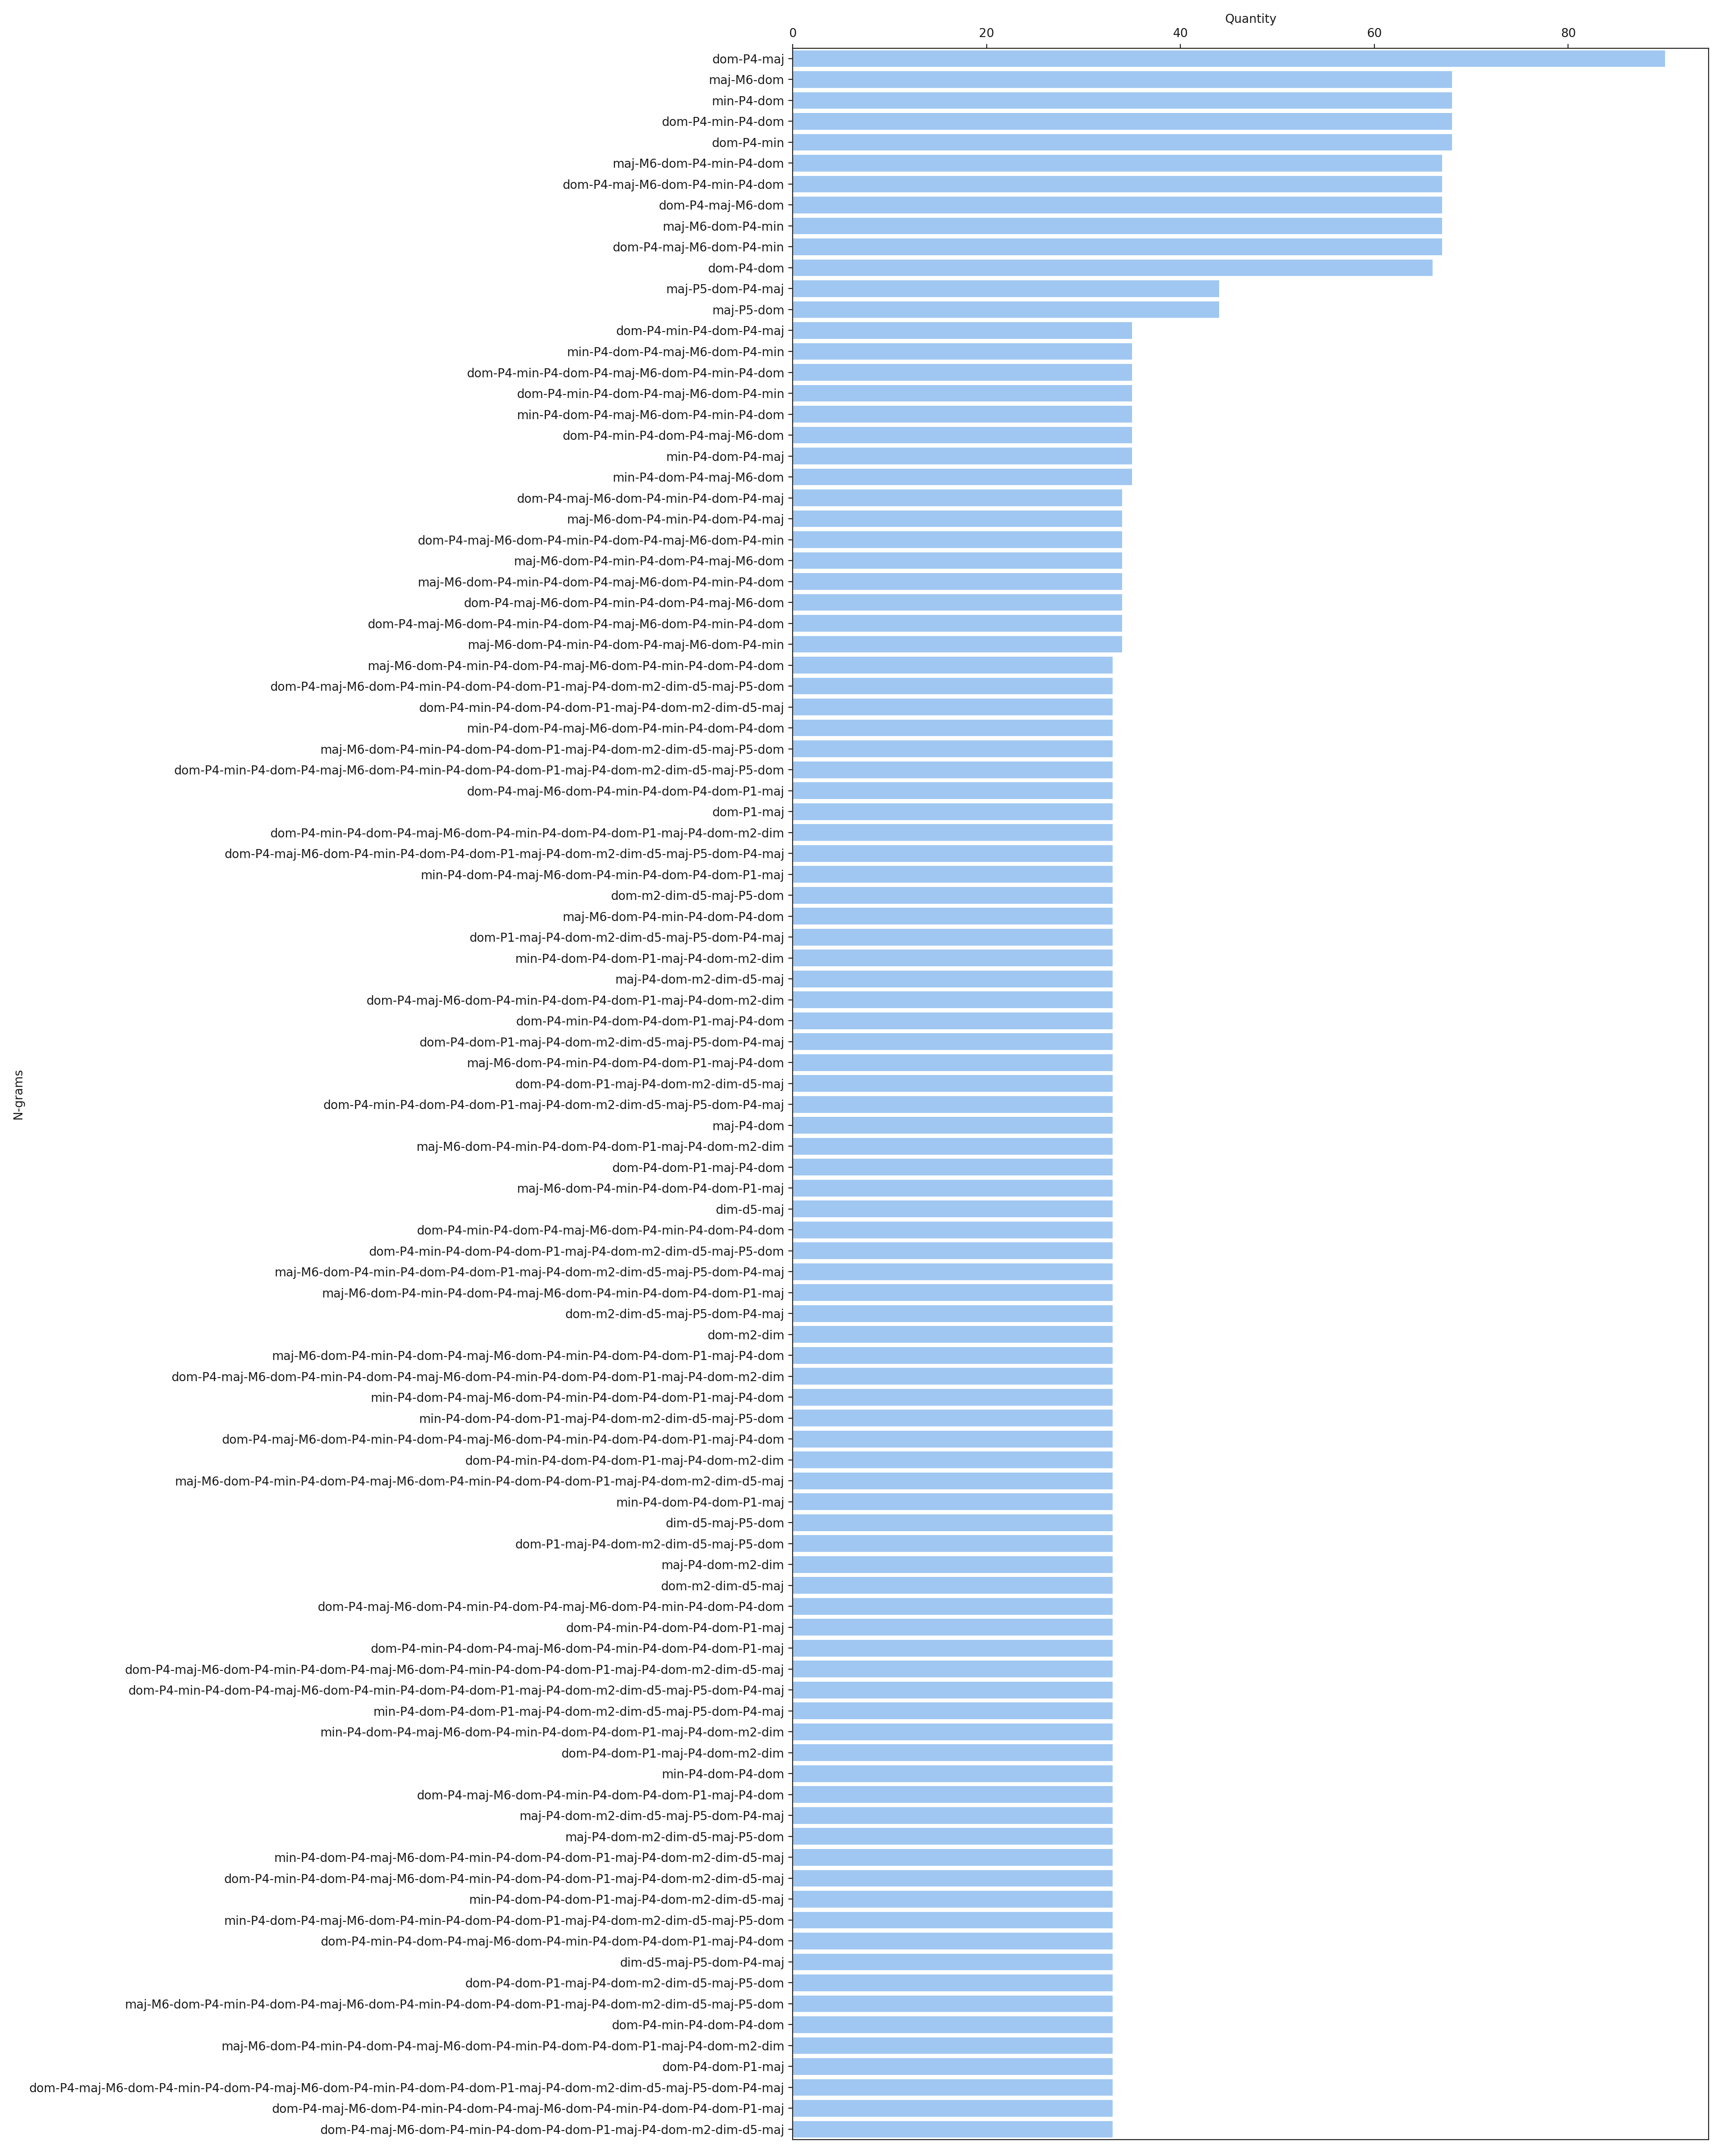 Quantity
0 20 40 60 80
dom-P4-maj
maj-M6-dom
min-P4-dom
dom-P4-min-P4-dom
dom-P4-min
maj-M6-dom-P4-min-P4-dom
dom-P4-maj-M6-dom-P4-min-P4-dom
dom-P4-maj-M6-dom
maj-M6-dom-P4-min
dom-P4-maj-M6-dom-P4-min
dom-P4-dom
maj-P5-dom-P4-maj
maj-P5-dom
dom-P4-min-P4-dom-P4-maj
min-P4-dom-P4-maj-M6-dom-P4-min
dom-P4-min-P4-dom-P4-maj-M6-dom-P4-min-P4-dom
dom-P4-min-P4-dom-P4-maj-M6-dom-P4-min
min-P4-dom-P4-maj-M6-dom-P4-min-P4-dom
dom-P4-min-P4-dom-P4-maj-M6-dom
min-P4-dom-P4-maj
min-P4-dom-P4-maj-M6-dom
dom-P4-maj-M6-dom-P4-min-P4-dom-P4-maj
maj-M6-dom-P4-min-P4-dom-P4-maj
dom-P4-maj-M6-dom-P4-min-P4-dom-P4-maj-M6-dom-P4-min
maj-M6-dom-P4-min-P4-dom-P4-maj-M6-dom
maj-M6-dom-P4-min-P4-dom-P4-maj-M6-dom-P4-min-P4-dom
dom-P4-maj-M6-dom-P4-min-P4-dom-P4-maj-M6-dom
dom-P4-maj-M6-dom-P4-min-P4-dom-P4-maj-M6-dom-P4-min-P4-dom
maj-M6-dom-P4-min-P4-dom-P4-maj-M6-dom-P4-min
maj-M6-dom-P4-min-P4-dom-P4-maj-M6-dom-P4-min-P4-dom-P4-dom
dom-P4-maj-M6-dom-P4-min-P4-dom-P4-dom-P1-maj-P4-dom-m2-dim-d5-maj-P5-dom
dom-P4-min-P4-dom-P4-dom-P1-maj-P4-dom-m2-dim-d5-maj
min-P4-dom-P4-maj-M6-dom-P4-min-P4-dom-P4-dom
maj-M6-dom-P4-min-P4-dom-P4-dom-P1-maj-P4-dom-m2-dim-d5-maj-P5-dom
dom-P4-min-P4-dom-P4-maj-M6-dom-P4-min-P4-dom-P4-dom-P1-maj-P4-dom-m2-dim-d5-maj-P5-dom
dom-P4-maj-M6-dom-P4-min-P4-dom-P4-dom-P1-maj
dom-P1-maj
dom-P4-min-P4-dom-P4-maj-M6-dom-P4-min-P4-dom-P4-dom-P1-maj-P4-dom-m2-dim
dom-P4-maj-M6-dom-P4-min-P4-dom-P4-dom-P1-maj-P4-dom-m2-dim-d5-maj-P5-dom-P4-maj
min-P4-dom-P4-maj-M6-dom-P4-min-P4-dom-P4-dom-P1-maj
dom-m2-dim-d5-maj-P5-dom
maj-M6-dom-P4-min-P4-dom-P4-dom
dom-P1-maj-P4-dom-m2-dim-d5-maj-P5-dom-P4-maj
min-P4-dom-P4-dom-P1-maj-P4-dom-m2-dim
maj-P4-dom-m2-dim-d5-maj
dom-P4-maj-M6-dom-P4-min-P4-dom-P4-dom-P1-maj-P4-dom-m2-dim
dom-P4-min-P4-dom-P4-dom-P1-maj-P4-dom
dom-P4-dom-P1-maj-P4-dom-m2-dim-d5-maj-P5-dom-P4-maj
maj-M6-dom-P4-min-P4-dom-P4-dom-P1-maj-P4-dom
dom-P4-dom-P1-maj-P4-dom-m2-dim-d5-maj
dom-P4-min-P4-dom-P4-dom-P1-maj-P4-dom-m2-dim-d5-maj-P5-dom-P4-maj
maj-P4-dom
maj-M6-dom-P4-min-P4-dom-P4-dom-P1-maj-P4-dom-m2-dim
dom-P4-dom-P1-maj-P4-dom
maj-M6-dom-P4-min-P4-dom-P4-dom-P1-maj
dim-d5-maj
dom-P4-min-P4-dom-P4-maj-M6-dom-P4-min-P4-dom-P4-dom
dom-P4-min-P4-dom-P4-dom-P1-maj-P4-dom-m2-dim-d5-maj-P5-dom
maj-M6-dom-P4-min-P4-dom-P4-dom-P1-maj-P4-dom-m2-dim-d5-maj-P5-dom-P4-maj
maj-M6-dom-P4-min-P4-dom-P4-maj-M6-dom-P4-min-P4-dom-P4-dom-P1-maj
dom-m2-dim-d5-maj-P5-dom-P4-maj
dom-m2-dim
maj-M6-dom-P4-min-P4-dom-P4-maj-M6-dom-P4-min-P4-dom-P4-dom-P1-maj-P4-dom
dom-P4-maj-M6-dom-P4-min-P4-dom-P4-maj-M6-dom-P4-min-P4-dom-P4-dom-P1-maj-P4-dom-m2-dim
min-P4-dom-P4-maj-M6-dom-P4-min-P4-dom-P4-dom-P1-maj-P4-dom
min-P4-dom-P4-dom-P1-maj-P4-dom-m2-dim-d5-maj-P5-dom
dom-P4-maj-M6-dom-P4-min-P4-dom-P4-maj-M6-dom-P4-min-P4-dom-P4-dom-P1-maj-P4-dom
dom-P4-min-P4-dom-P4-dom-P1-maj-P4-dom-m2-dim
maj-M6-dom-P4-min-P4-dom-P4-maj-M6-dom-P4-min-P4-dom-P4-dom-P1-maj-P4-dom-m2-dim-d5-maj
min-P4-dom-P4-dom-P1-maj
dim-d5-maj-P5-dom
dom-P1-maj-P4-dom-m2-dim-d5-maj-P5-dom
maj-P4-dom-m2-dim
dom-m2-dim-d5-maj
dom-P4-maj-M6-dom-P4-min-P4-dom-P4-maj-M6-dom-P4-min-P4-dom-P4-dom
dom-P4-min-P4-dom-P4-dom-P1-maj
dom-P4-min-P4-dom-P4-maj-M6-dom-P4-min-P4-dom-P4-dom-P1-maj
dom-P4-maj-M6-dom-P4-min-P4-dom-P4-maj-M6-dom-P4-min-P4-dom-P4-dom-P1-maj-P4-dom-m2-dim-d5-maj
dom-P4-min-P4-dom-P4-maj-M6-dom-P4-min-P4-dom-P4-dom-P1-maj-P4-dom-m2-dim-d5-maj-P5-dom-P4-maj
min-P4-dom-P4-dom-P1-maj-P4-dom-m2-dim-d5-maj-P5-dom-P4-maj
min-P4-dom-P4-maj-M6-dom-P4-min-P4-dom-P4-dom-P1-maj-P4-dom-m2-dim
dom-P4-dom-P1-maj-P4-dom-m2-dim
min-P4-dom-P4-dom
dom-P4-maj-M6-dom-P4-min-P4-dom-P4-dom-P1-maj-P4-dom
maj-P4-dom-m2-dim-d5-maj-P5-dom-P4-maj
maj-P4-dom-m2-dim-d5-maj-P5-dom
min-P4-dom-P4-maj-M6-dom-P4-min-P4-dom-P4-dom-P1-maj-P4-dom-m2-dim-d5-maj
dom-P4-min-P4-dom-P4-maj-M6-dom-P4-min-P4-dom-P4-dom-P1-maj-P4-dom-m2-dim-d5-maj
min-P4-dom-P4-dom-P1-maj-P4-dom-m2-dim-d5-maj
min-P4-dom-P4-maj-M6-dom-P4-min-P4-dom-P4-dom-P1-maj-P4-dom-m2-dim-d5-maj-P5-dom
dom-P4-min-P4-dom-P4-maj-M6-dom-P4-min-P4-dom-P4-dom-P1-maj-P4-dom
dim-d5-maj-P5-dom-P4-maj
dom-P4-dom-P1-maj-P4-dom-m2-dim-d5-maj-P5-dom
maj-M6-dom-P4-min-P4-dom-P4-maj-M6-dom-P4-min-P4-dom-P4-dom-P1-maj-P4-dom-m2-dim-d5-maj-P5-dom
dom-P4-min-P4-dom-P4-dom
maj-M6-dom-P4-min-P4-dom-P4-maj-M6-dom-P4-min-P4-dom-P4-dom-P1-maj-P4-dom-m2-dim
dom-P4-dom-P1-maj
dom-P4-maj-M6-dom-P4-min-P4-dom-P4-maj-M6-dom-P4-min-P4-dom-P4-dom-P1-maj-P4-dom-m2-dim-d5-maj-P5-dom-P4-maj
dom-P4-maj-M6-dom-P4-min-P4-dom-P4-maj-M6-dom-P4-min-P4-dom-P4-dom-P1-maj
dom-P4-maj-M6-dom-P4-min-P4-dom-P4-dom-P1-maj-P4-dom-m2-dim-d5-maj
N-grams